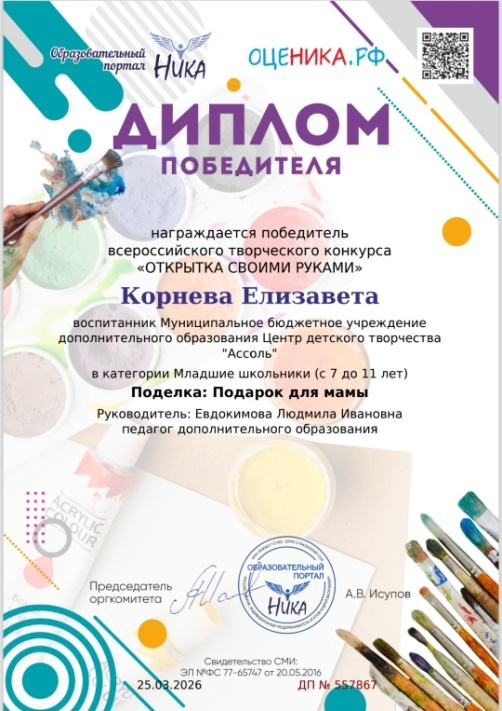 Образовательный
портал
НИКА
ОЦЕНИКА.РФ
ДИПЛОМ
ПОБЕДИТЕЛЯ
награждается победитель
всероссийского творческого конкурса
«ОТКРЫТКА СВОИМИ РУКАМИ»
Корнева Елизавета
воспитанник Муниципальное бюджетное учреждение
дополнительного образования Центр детского творчества
"Ассоль"
в категории Младшие школьники (с 7 до 11 лет)
Поделка: Подарок для мамы
Руководитель: Евдокимова Людмила Ивановна
педагог дополнительного образования
ACRYLIC
COLOUR
Председатель
оргкомитета
ОБРАЗОВАТЕЛЬНЫЙ
ПОРТАЛ
НИКА
А.В. Исупов
Свидетельство СМИ:
ЭЛ №ФС 77-65747 от 20.05.2016
25.03.2026
ДП № 557867